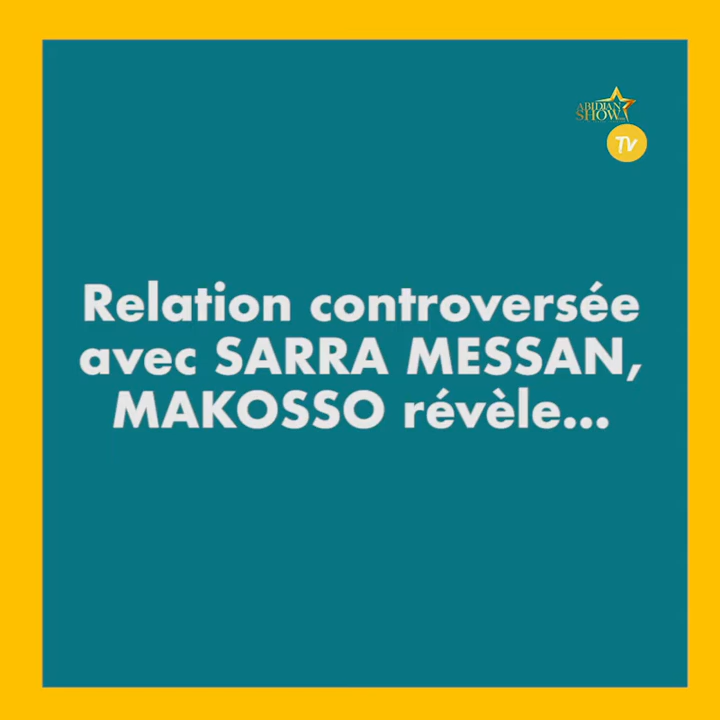 ABIDJAN
SHOW
TV
Relation controversée
avec SARRA MESSAN,
MAKOSSO révèle...